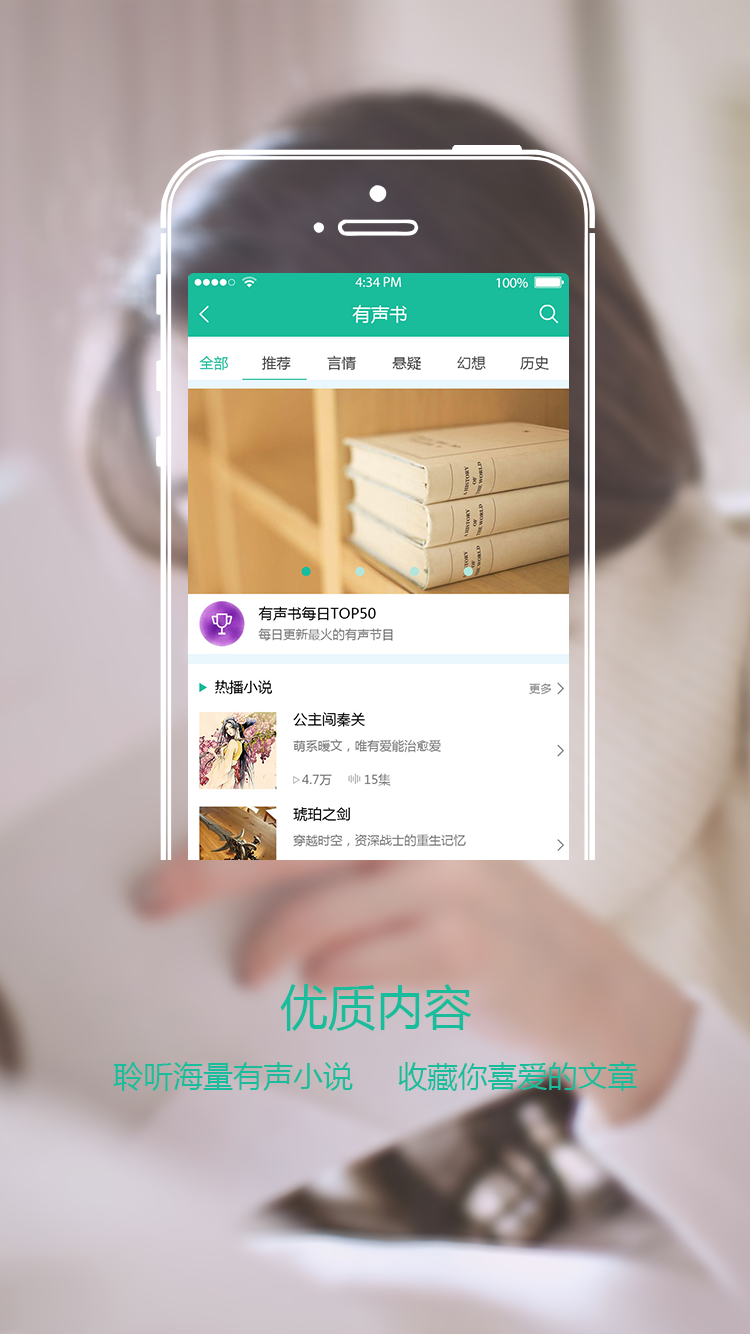 4:34 PM 100%
有声书
全部 推荐 言情 悬疑 幻想 历史
A HISTORY OF THE WORLD
A HISTORY OF THE WORLD
A HISTORY OF THE WORLD
有声书每日TOP50
每日更新最火的有声节目
热播小说 更多
公主闯秦关
萌系暖文，唯有爱能治愈爱
4.7万 15集
琥珀之剑
穿越时空，资深战士的重生记忆
优质内容
聆听海量有声小说 收藏你喜爱的文章